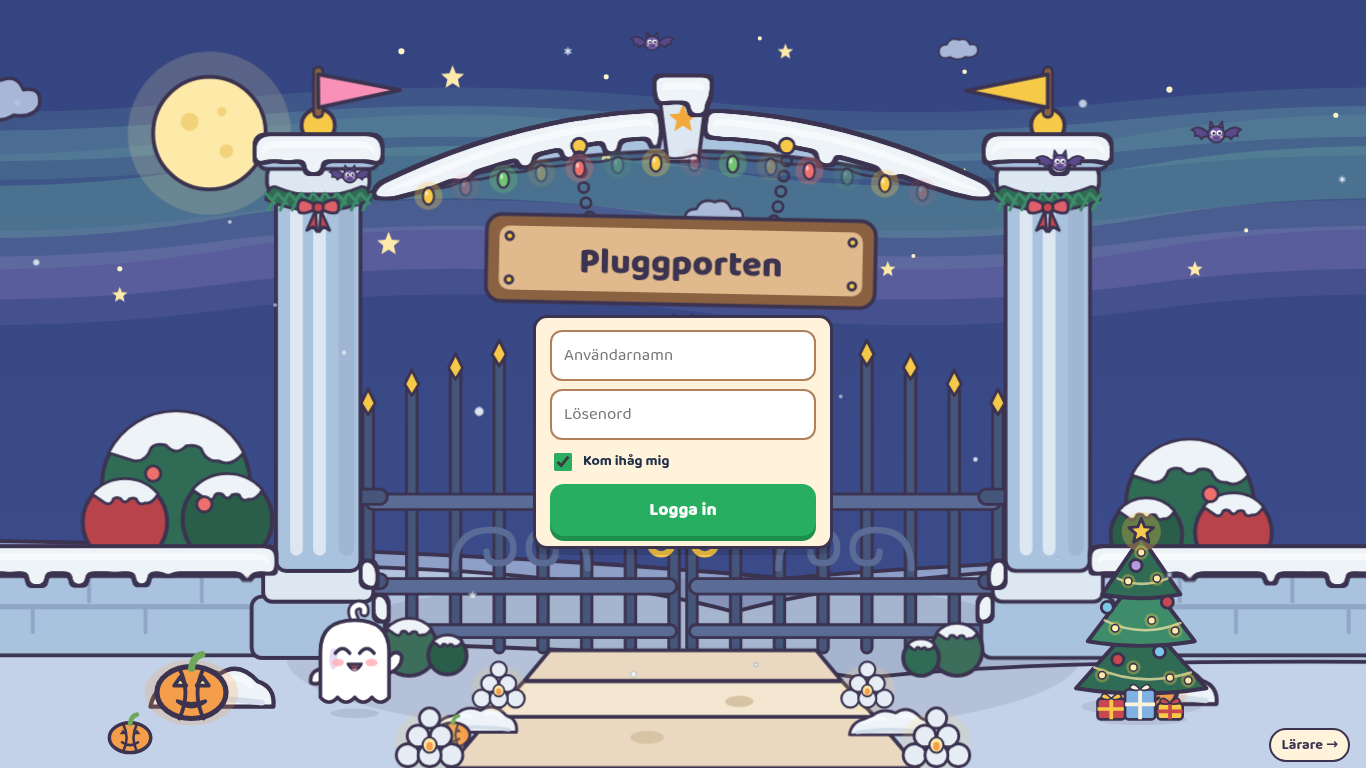 Pluggporten
Användarnamn
Lösenord
Kom ihåg mig
Logga in
Lärare →